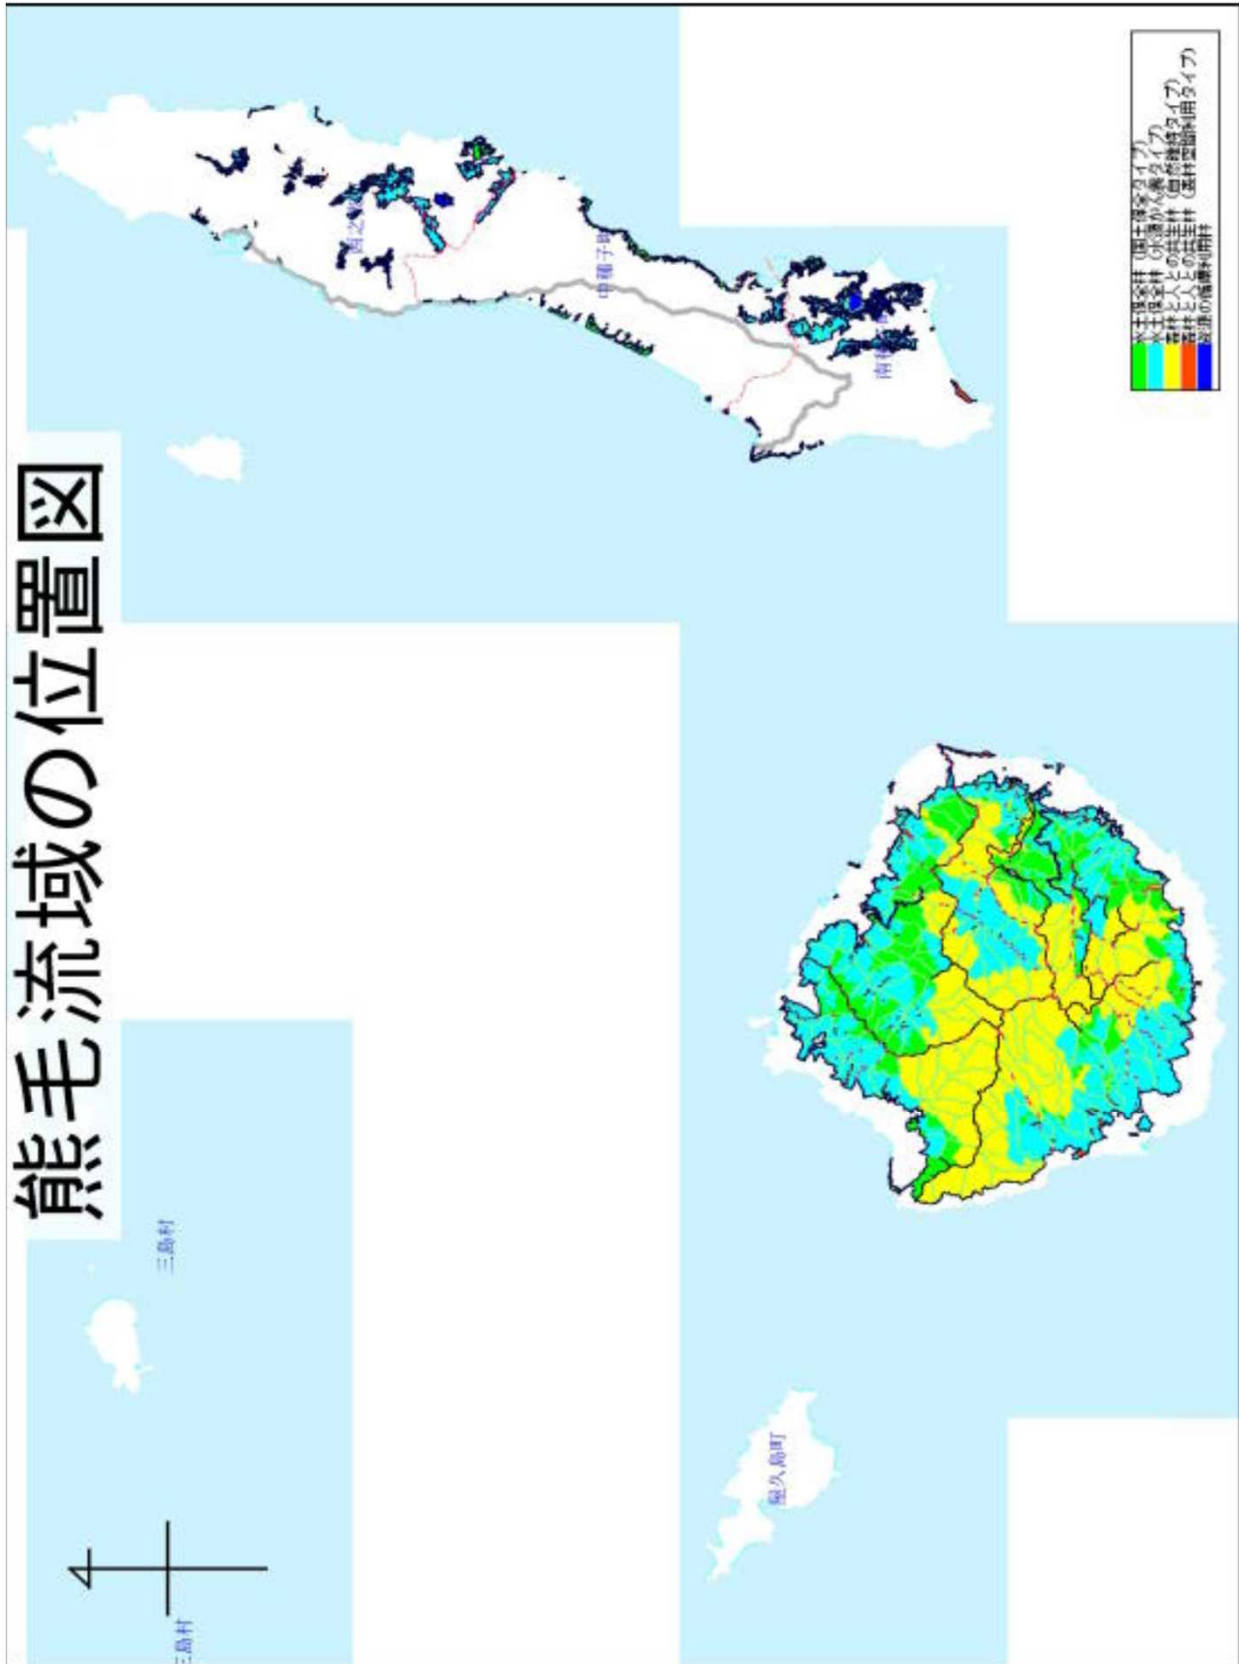 熊毛流域の位置図
三島村
三島村
屋久島町
西之
中種子町
南種
水土保全林（国土保全タイプ）
水土保全林（水源かん養タイプ）
森林と人との共生林（自然維持タイプ）
森林と人との共生林（森林空間利用タイプ）
資源の循環利用林